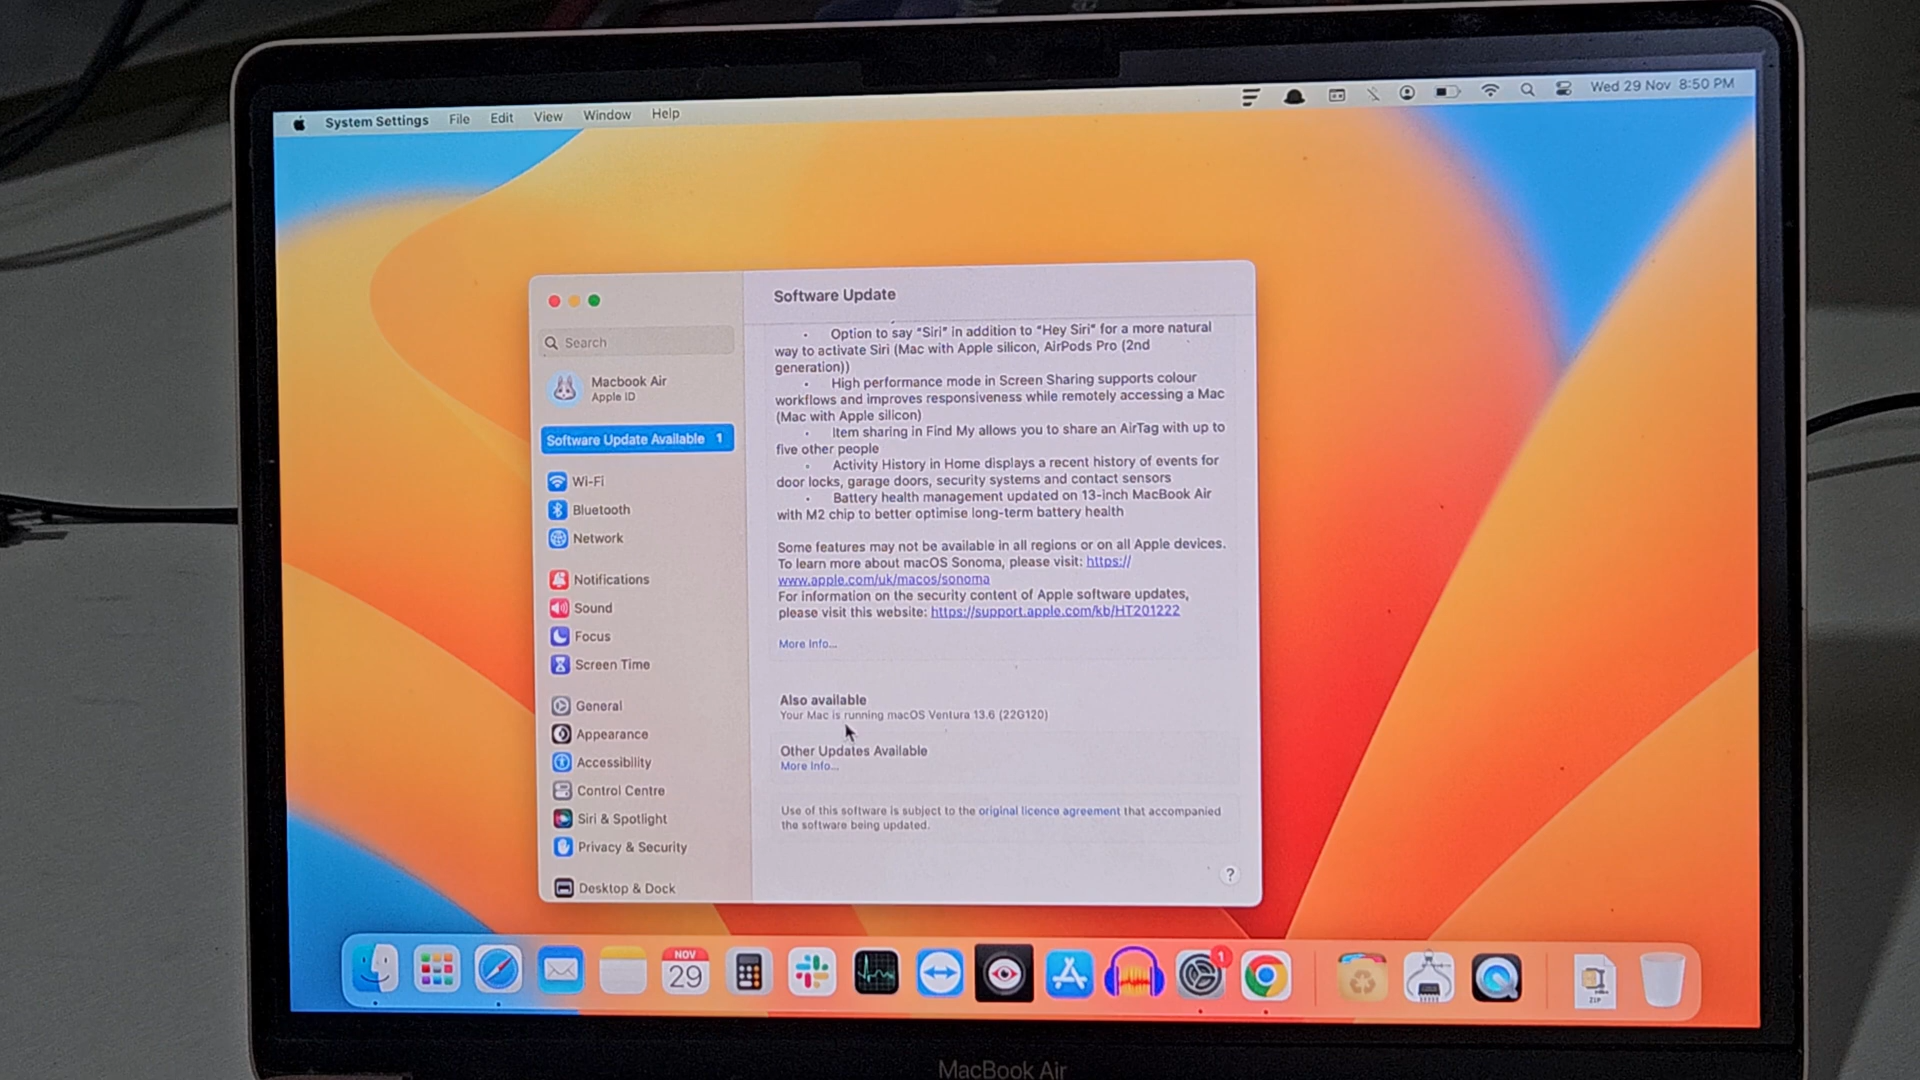 System Settings File Edit View Window Help
Wed 29 Nov 8:50 PM
Software Update
Search
Macbook Air
Apple ID
Software Update Available 1
Wi-Fi
Bluetooth
Network
Notifications
Sound
Focus
Screen Time
General
Appearance
Accessibility
Control Centre
Siri & Spotlight
Privacy & Security
Desktop & Dock
• Option to say "Siri" in addition to "Hey Siri" for a more natural
way to activate Siri (Mac with Apple silicon, AirPods Pro (2nd
generation))
• High performance mode in Screen Sharing supports colour
workflows and improves responsiveness while remotely accessing a Mac
(Mac with Apple silicon)
• Item sharing in Find My allows you to share an AirTag with up to
five other people
• Activity History in Home displays a recent history of events for
door locks, garage doors, security systems and contact sensors
• Battery health management updated on 13-inch MacBook Air
with M2 chip to better optimise long-term battery health
Some features may not be available in all regions or on all Apple devices.
To learn more about macOS Sonoma, please visit: https://
www.apple.com/uk/macos/sonoma
For information on the security content of Apple software updates,
please visit this website: https://support.apple.com/kb/HT201222
More Info...
Also available
Your Mac is running macOS Ventura 13.6 (22G120)
Other Updates Available
More Info...
Use of this software is subject to the original licence agreement that accompanied
the software being updated.
?
NOV
29
1
ZIP
MacBook Air